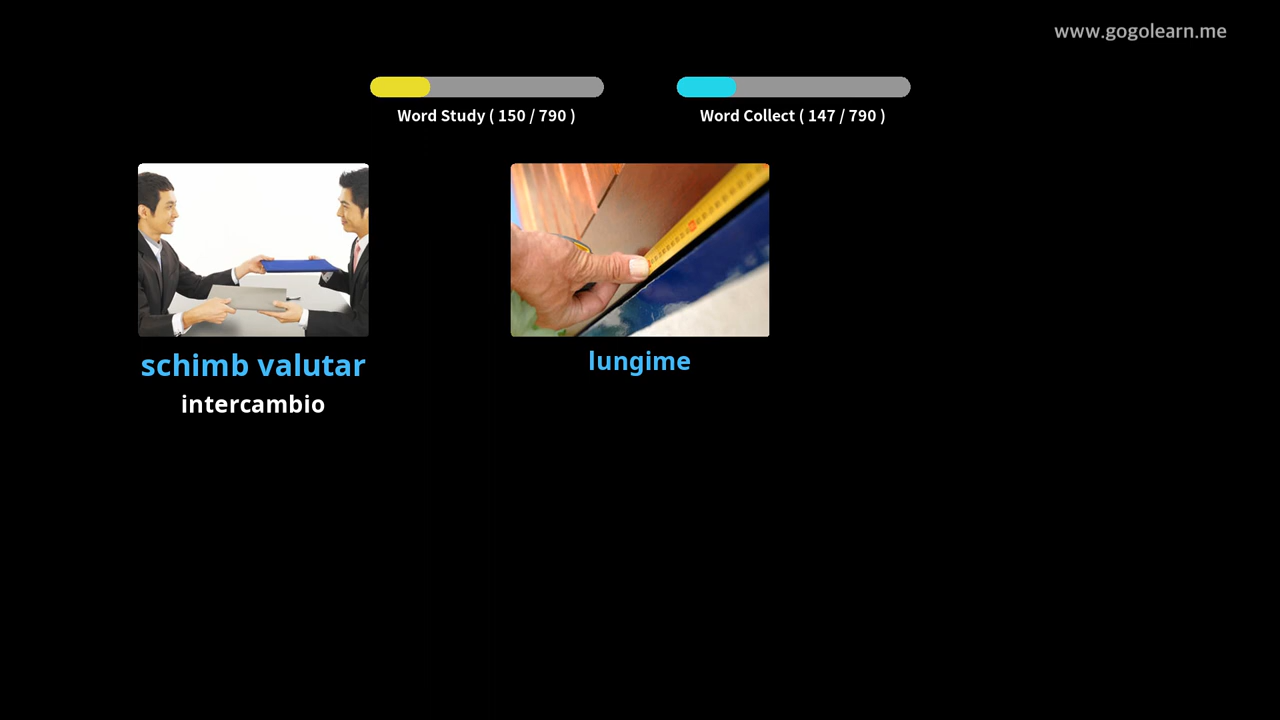 www.gogolearn.me
Word Study ( 150 / 790 )
Word Collect ( 147 / 790 )
schimb valutar
intercambio
lungime